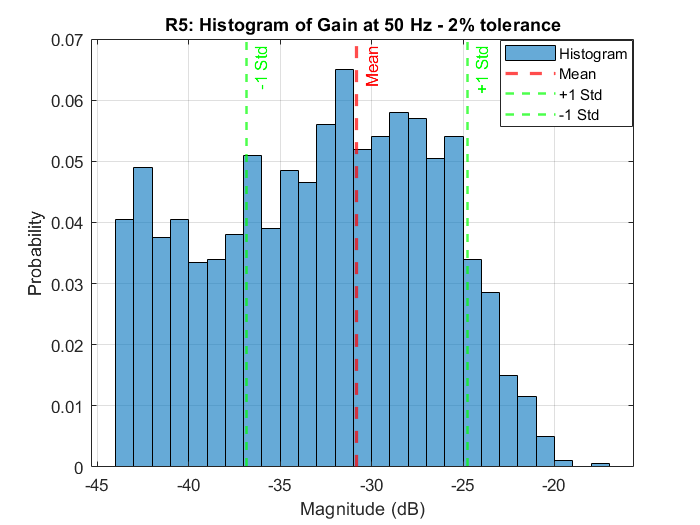 R5: Histogram of Gain at 50 Hz - 2% tolerance
0.07
0.06
0.05
0.04
0.03
0.02
0.01
0
Probability
-1 Std
Mean
+1 Std
Histogram
Mean
+1 Std
-1 Std
-45
-40
-35
-30
-25
-20
Magnitude (dB)